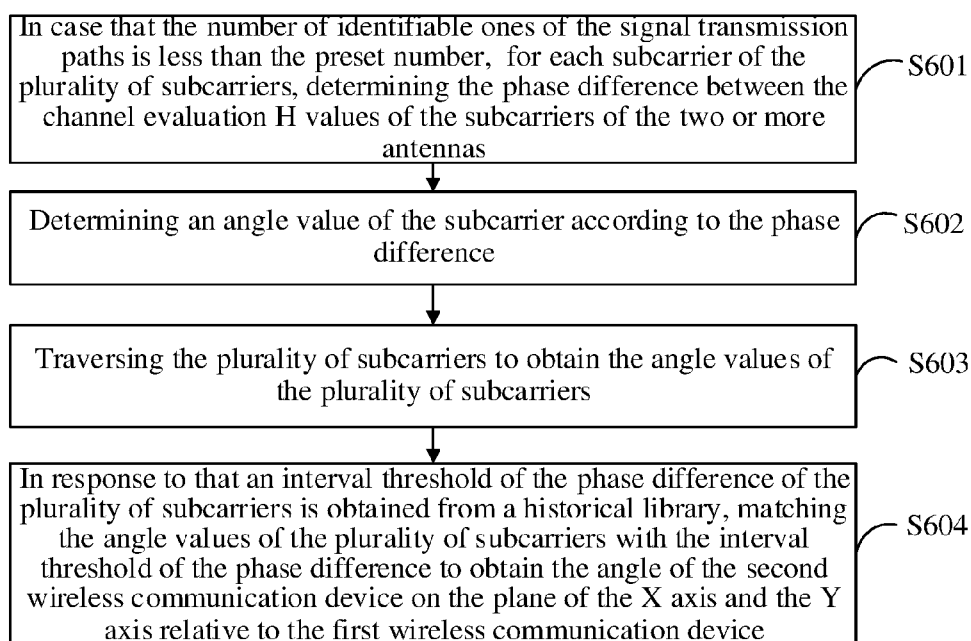 In case that the number of identifiable ones of the signal transmission
paths is less than the preset number, for each subcarrier of the
plurality of subcarriers, determining the phase difference between the
channel evaluation H values of the subcarriers of the two or more
antennas
S601
Determining an angle value of the subcarrier according to the phase
difference
S602
Traversing the plurality of subcarriers to obtain the angle values of
the plurality of subcarriers
S603
In response to that an interval threshold of the phase difference of the
plurality of subcarriers is obtained from a historical library, matching
the angle values of the plurality of subcarriers with the interval
threshold of the phase difference to obtain the angle of the second
wireless communication device on the plane of the X axis and the Y
axis relative to the first wireless communication device
S604